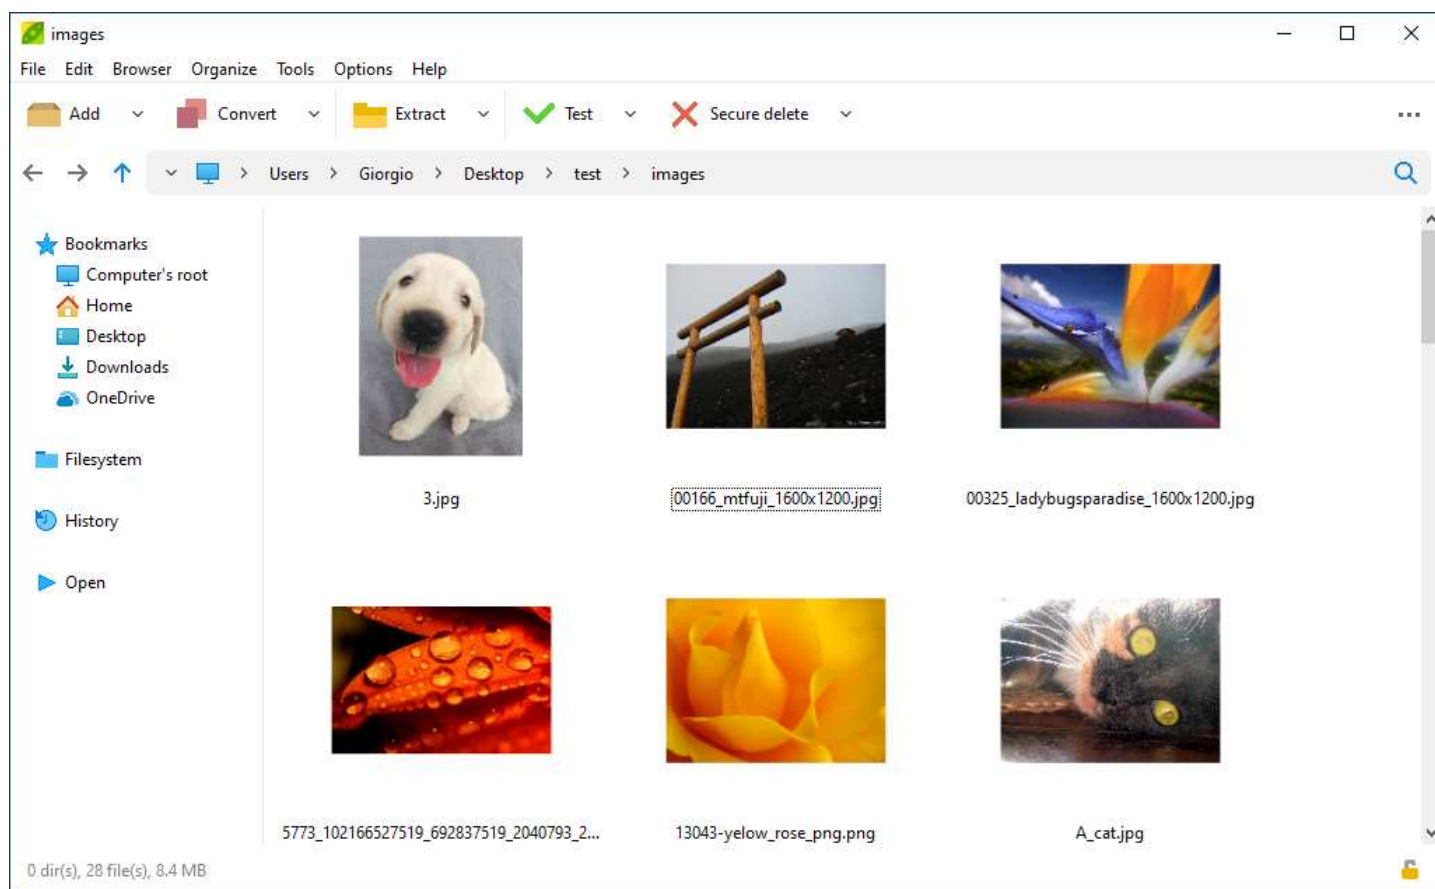 images
File Edit Browser Organize Tools Options Help
Add Convert Extract Test Secure delete
Users Giorgio Desktop test images
Bookmarks
Computer's root
Home
Desktop
Downloads
OneDrive
Filesystem
History
Open
3.jpg 00166_mtfuji_1600x1200.jpg 00325_ladybugsparadise_1600x1200.jpg
5773_102166527519_692837519_2040793_2... 13043-yelow_rose_png.png A_cat.jpg
0 dir(s), 28 file(s), 8.4 MB